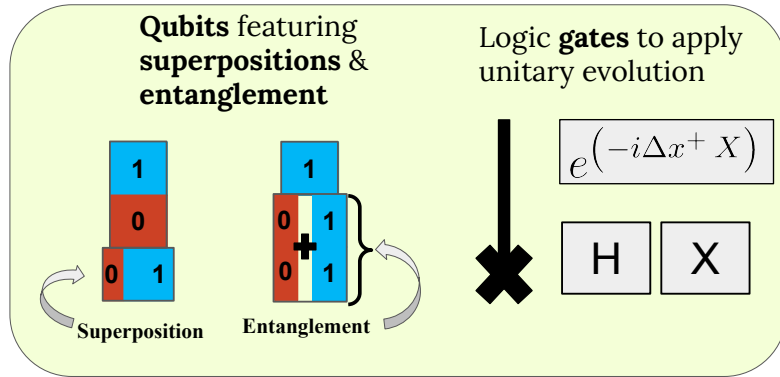 Qubits featuring
superpositions &
entanglement
Logic gates to apply
unitary evolution
1
0
0 1
Superposition
1
0 1
+
0 1
Entanglement
e^(-iΔx⁺ X)
H X